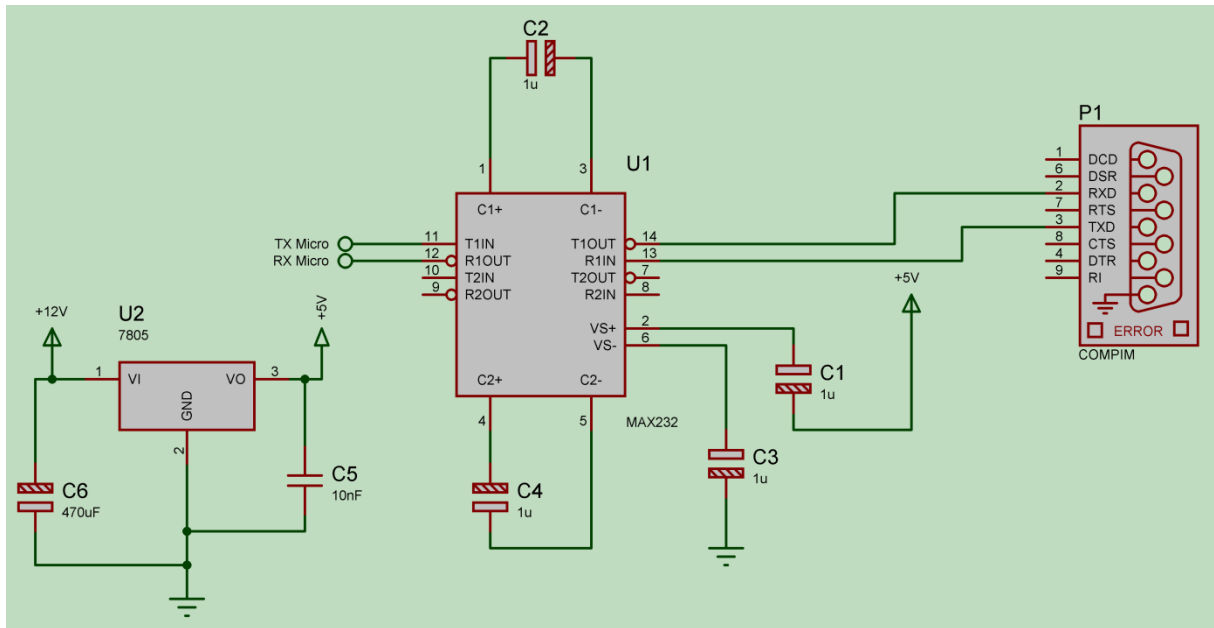 C2
1u
U1
1
3
C1+
C1-
TX Micro
11
T1IN
T1OUT
14
RX Micro
12
R1OUT
R1IN
13
10
T2IN
T2OUT
7
9
R2OUT
R2IN
8
VS+
2
VS-
6
C2+
C2-
4
5
MAX232
P1
1
DCD
6
DSR
2
RXD
7
RTS
3
TXD
8
CTS
4
DTR
9
RI
ERROR
COMPIM
+5V
C1
1u
C3
1u
C4
1u
+12V
U2
7805
+5V
1
VI
VO
3
GND
2
C6
470uF
C5
10nF